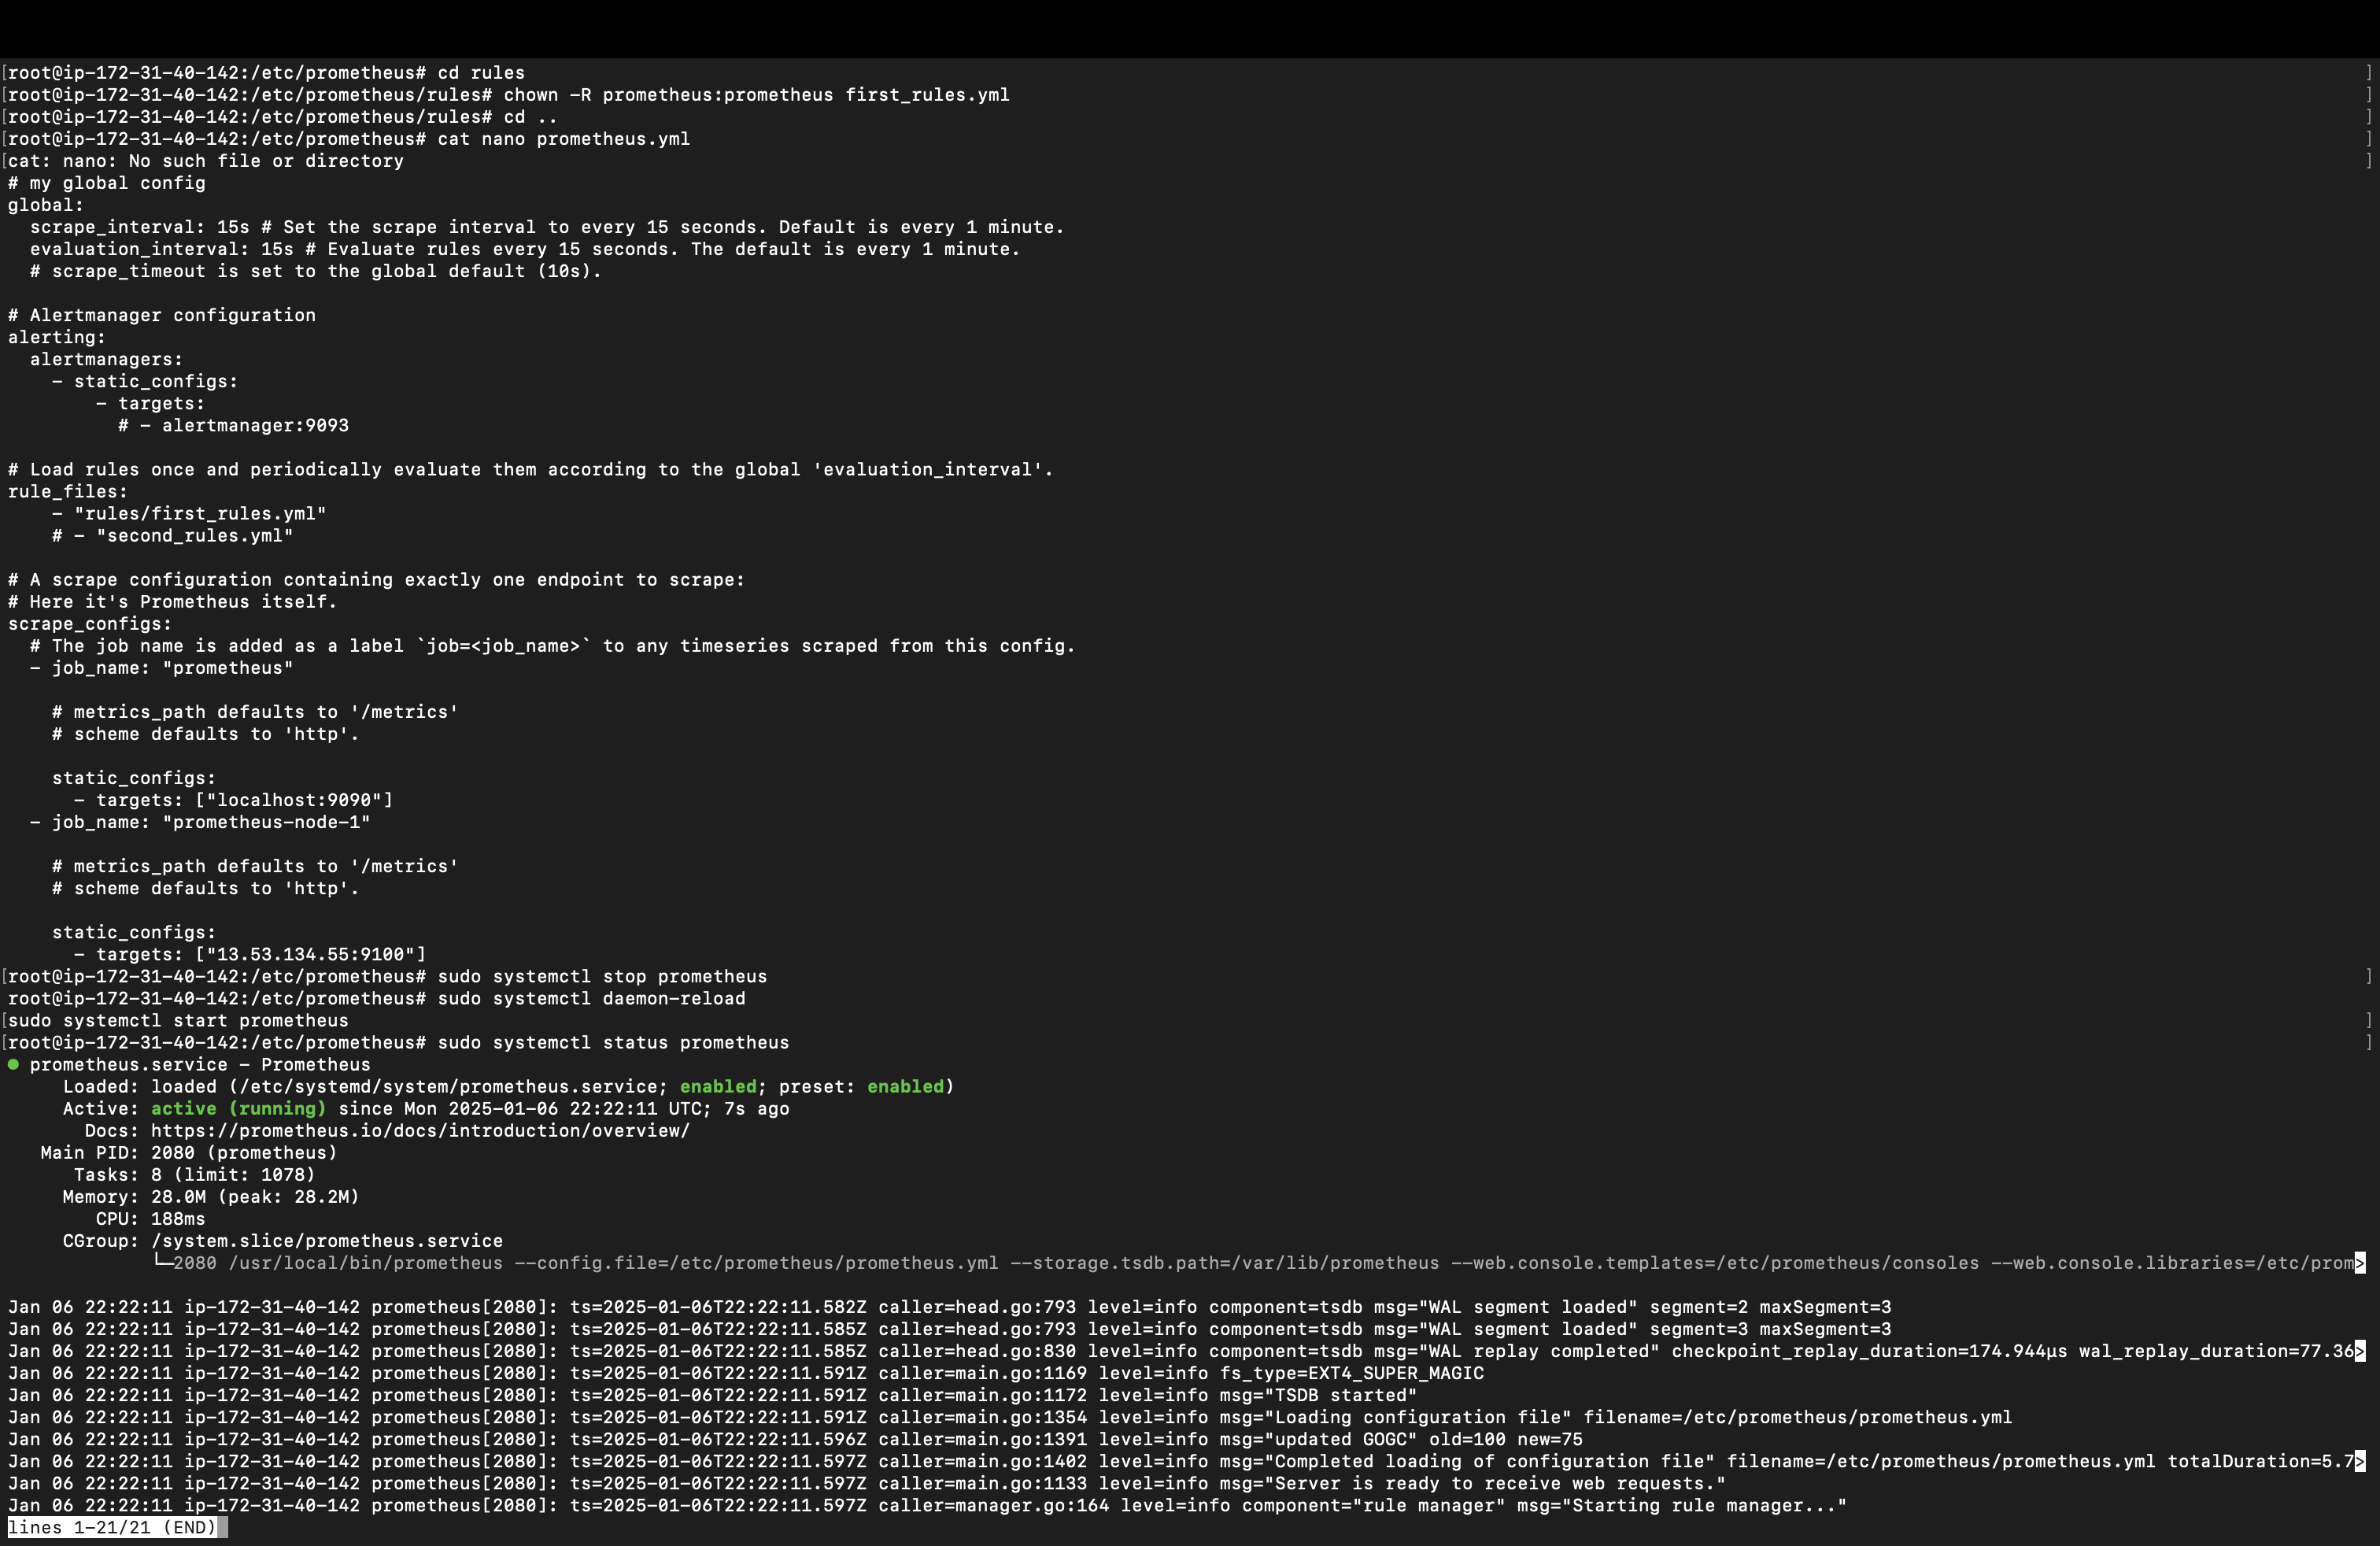 [root@ip-172-31-40-142:/etc/prometheus# cd rules ]
[root@ip-172-31-40-142:/etc/prometheus/rules# chown -R prometheus:prometheus first_rules.yml ]
[root@ip-172-31-40-142:/etc/prometheus/rules# cd .. ]
[root@ip-172-31-40-142:/etc/prometheus# cat nano prometheus.yml ]
[cat: nano: No such file or directory ]
# my global config
global:
  scrape_interval: 15s # Set the scrape interval to every 15 seconds. Default is every 1 minute.
  evaluation_interval: 15s # Evaluate rules every 15 seconds. The default is every 1 minute.
  # scrape_timeout is set to the global default (10s).

# Alertmanager configuration
alerting:
  alertmanagers:
    - static_configs:
        - targets:
          # - alertmanager:9093

# Load rules once and periodically evaluate them according to the global 'evaluation_interval'.
rule_files:
    - "rules/first_rules.yml"
    # - "second_rules.yml"

# A scrape configuration containing exactly one endpoint to scrape:
# Here it's Prometheus itself.
scrape_configs:
  # The job name is added as a label `job=<job_name>` to any timeseries scraped from this config.
  - job_name: "prometheus"

    # metrics_path defaults to '/metrics'
    # scheme defaults to 'http'.

    static_configs:
      - targets: ["localhost:9090"]
  - job_name: "prometheus-node-1"

    # metrics_path defaults to '/metrics'
    # scheme defaults to 'http'.

    static_configs:
      - targets: ["13.53.134.55:9100"]
[root@ip-172-31-40-142:/etc/prometheus# sudo systemctl stop prometheus ]
root@ip-172-31-40-142:/etc/prometheus# sudo systemctl daemon-reload
[sudo systemctl start prometheus ]
[root@ip-172-31-40-142:/etc/prometheus# sudo systemctl status prometheus ]
● prometheus.service - Prometheus
     Loaded: loaded (/etc/systemd/system/prometheus.service; enabled; preset: enabled)
     Active: active (running) since Mon 2025-01-06 22:22:11 UTC; 7s ago
       Docs: https://prometheus.io/docs/introduction/overview/
   Main PID: 2080 (prometheus)
      Tasks: 8 (limit: 1078)
     Memory: 28.0M (peak: 28.2M)
        CPU: 188ms
     CGroup: /system.slice/prometheus.service
             └─2080 /usr/local/bin/prometheus --config.file=/etc/prometheus/prometheus.yml --storage.tsdb.path=/var/lib/prometheus --web.console.templates=/etc/prometheus/consoles --web.console.libraries=/etc/prom>

Jan 06 22:22:11 ip-172-31-40-142 prometheus[2080]: ts=2025-01-06T22:22:11.582Z caller=head.go:793 level=info component=tsdb msg="WAL segment loaded" segment=2 maxSegment=3
Jan 06 22:22:11 ip-172-31-40-142 prometheus[2080]: ts=2025-01-06T22:22:11.585Z caller=head.go:793 level=info component=tsdb msg="WAL segment loaded" segment=3 maxSegment=3
Jan 06 22:22:11 ip-172-31-40-142 prometheus[2080]: ts=2025-01-06T22:22:11.585Z caller=head.go:830 level=info component=tsdb msg="WAL replay completed" checkpoint_replay_duration=174.944µs wal_replay_duration=77.36>
Jan 06 22:22:11 ip-172-31-40-142 prometheus[2080]: ts=2025-01-06T22:22:11.591Z caller=main.go:1169 level=info fs_type=EXT4_SUPER_MAGIC
Jan 06 22:22:11 ip-172-31-40-142 prometheus[2080]: ts=2025-01-06T22:22:11.591Z caller=main.go:1172 level=info msg="TSDB started"
Jan 06 22:22:11 ip-172-31-40-142 prometheus[2080]: ts=2025-01-06T22:22:11.591Z caller=main.go:1354 level=info msg="Loading configuration file" filename=/etc/prometheus/prometheus.yml
Jan 06 22:22:11 ip-172-31-40-142 prometheus[2080]: ts=2025-01-06T22:22:11.596Z caller=main.go:1391 level=info msg="updated GOGC" old=100 new=75
Jan 06 22:22:11 ip-172-31-40-142 prometheus[2080]: ts=2025-01-06T22:22:11.597Z caller=main.go:1402 level=info msg="Completed loading of configuration file" filename=/etc/prometheus/prometheus.yml totalDuration=5.7>
Jan 06 22:22:11 ip-172-31-40-142 prometheus[2080]: ts=2025-01-06T22:22:11.597Z caller=main.go:1133 level=info msg="Server is ready to receive web requests."
Jan 06 22:22:11 ip-172-31-40-142 prometheus[2080]: ts=2025-01-06T22:22:11.597Z caller=manager.go:164 level=info component="rule manager" msg="Starting rule manager..."
lines 1-21/21 (END)